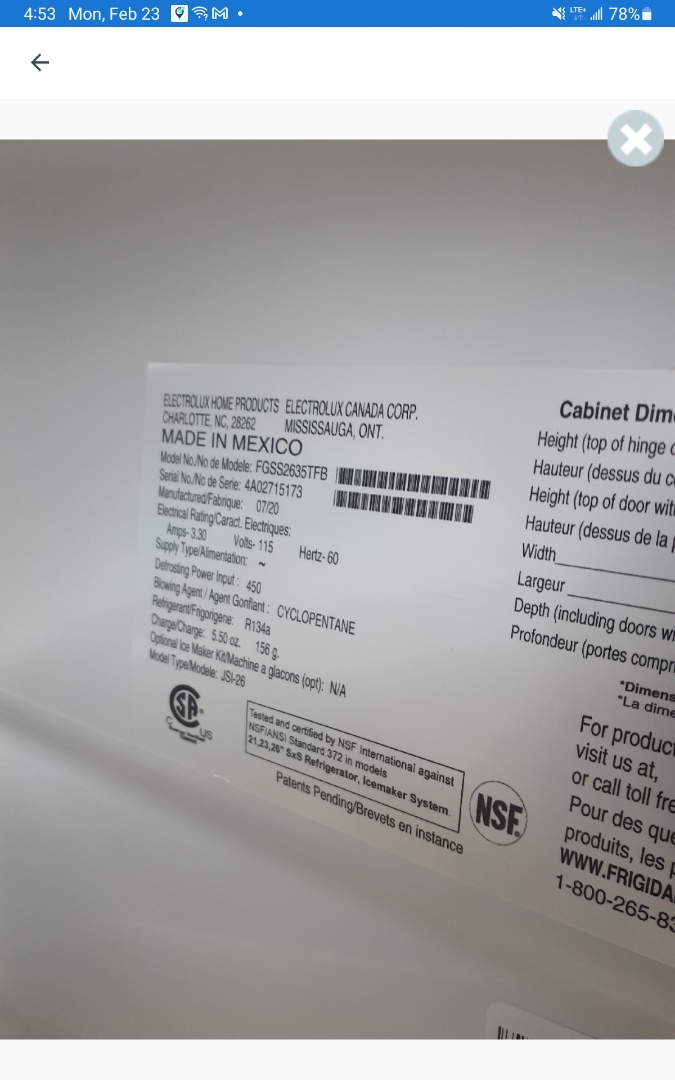 4:53 Mon, Feb 23
LTE+ 78%
ELECTROLUX HOME PRODUCTS ELECTROLUX CANADA CORP.
CHARLOTTE, NC, 28262 MISSISSAUGA, ONT.
MADE IN MEXICO
Model No./No de Modele: FGSS2635TFB
Serial No./No de Serie: 4A02715173
Manufactured/Fabrique: 07/20
Electrical Rating/Caract. Electriques:
Amps- 3.30 Volts- 115 Hertz- 60
Supply Type/Alimentation: ~
Defrosting Power Input : 450
Blowing Agent / Agent Gonflant : CYCLOPENTANE
Refrigerant/Frigorigene: R134a
Charge/Charge: 5.50 oz. 156 g.
Optional Ice Maker Kit/Machine a glacons (opt): N/A
Model Type/Modele: JSI-26
SA
C US
Tested and certified by NSF International against
NSF/ANSI Standard 372 in models
21,23,26" SxS Refrigerator, Icemaker System
NSF
Patents Pending/Brevets en instance
Cabinet Dim
Height (top of hinge
Hauteur (dessus du
Height (top of door wit
Hauteur (dessus de la
Width
Largeur
Depth (including doors wi
Profondeur (portes compri
*Dimens
*La dime
For product
visit us at,
or call toll fre
Pour des que
produits, les
WWW.FRIGIDA
1-800-265-83